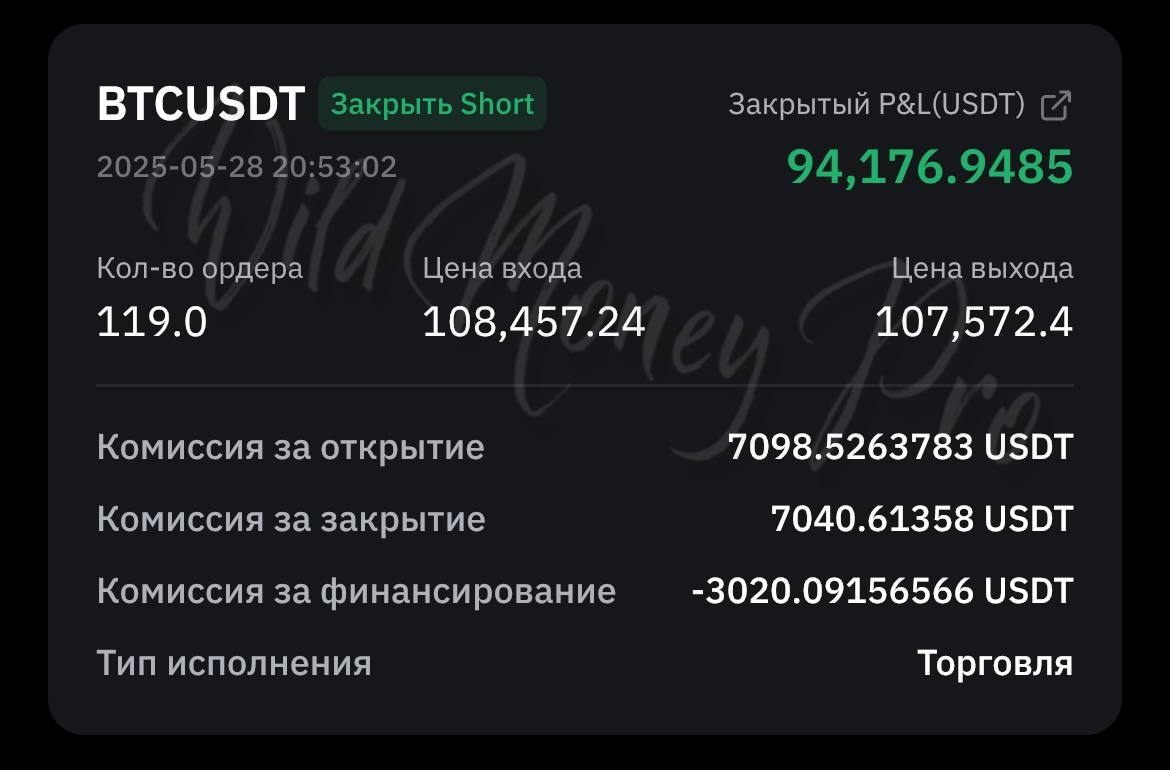 BTCUSDT Закрыть Short Закрытый P&L(USDT)
2025-05-28 20:53:02 94,176.9485
Кол-во ордера Цена входа Цена выхода
119.0 108,457.24 107,572.4
Wild Money Pro
Комиссия за открытие 7098.5263783 USDT
Комиссия за закрытие 7040.61358 USDT
Комиссия за финансирование -3020.09156566 USDT
Тип исполнения Торговля